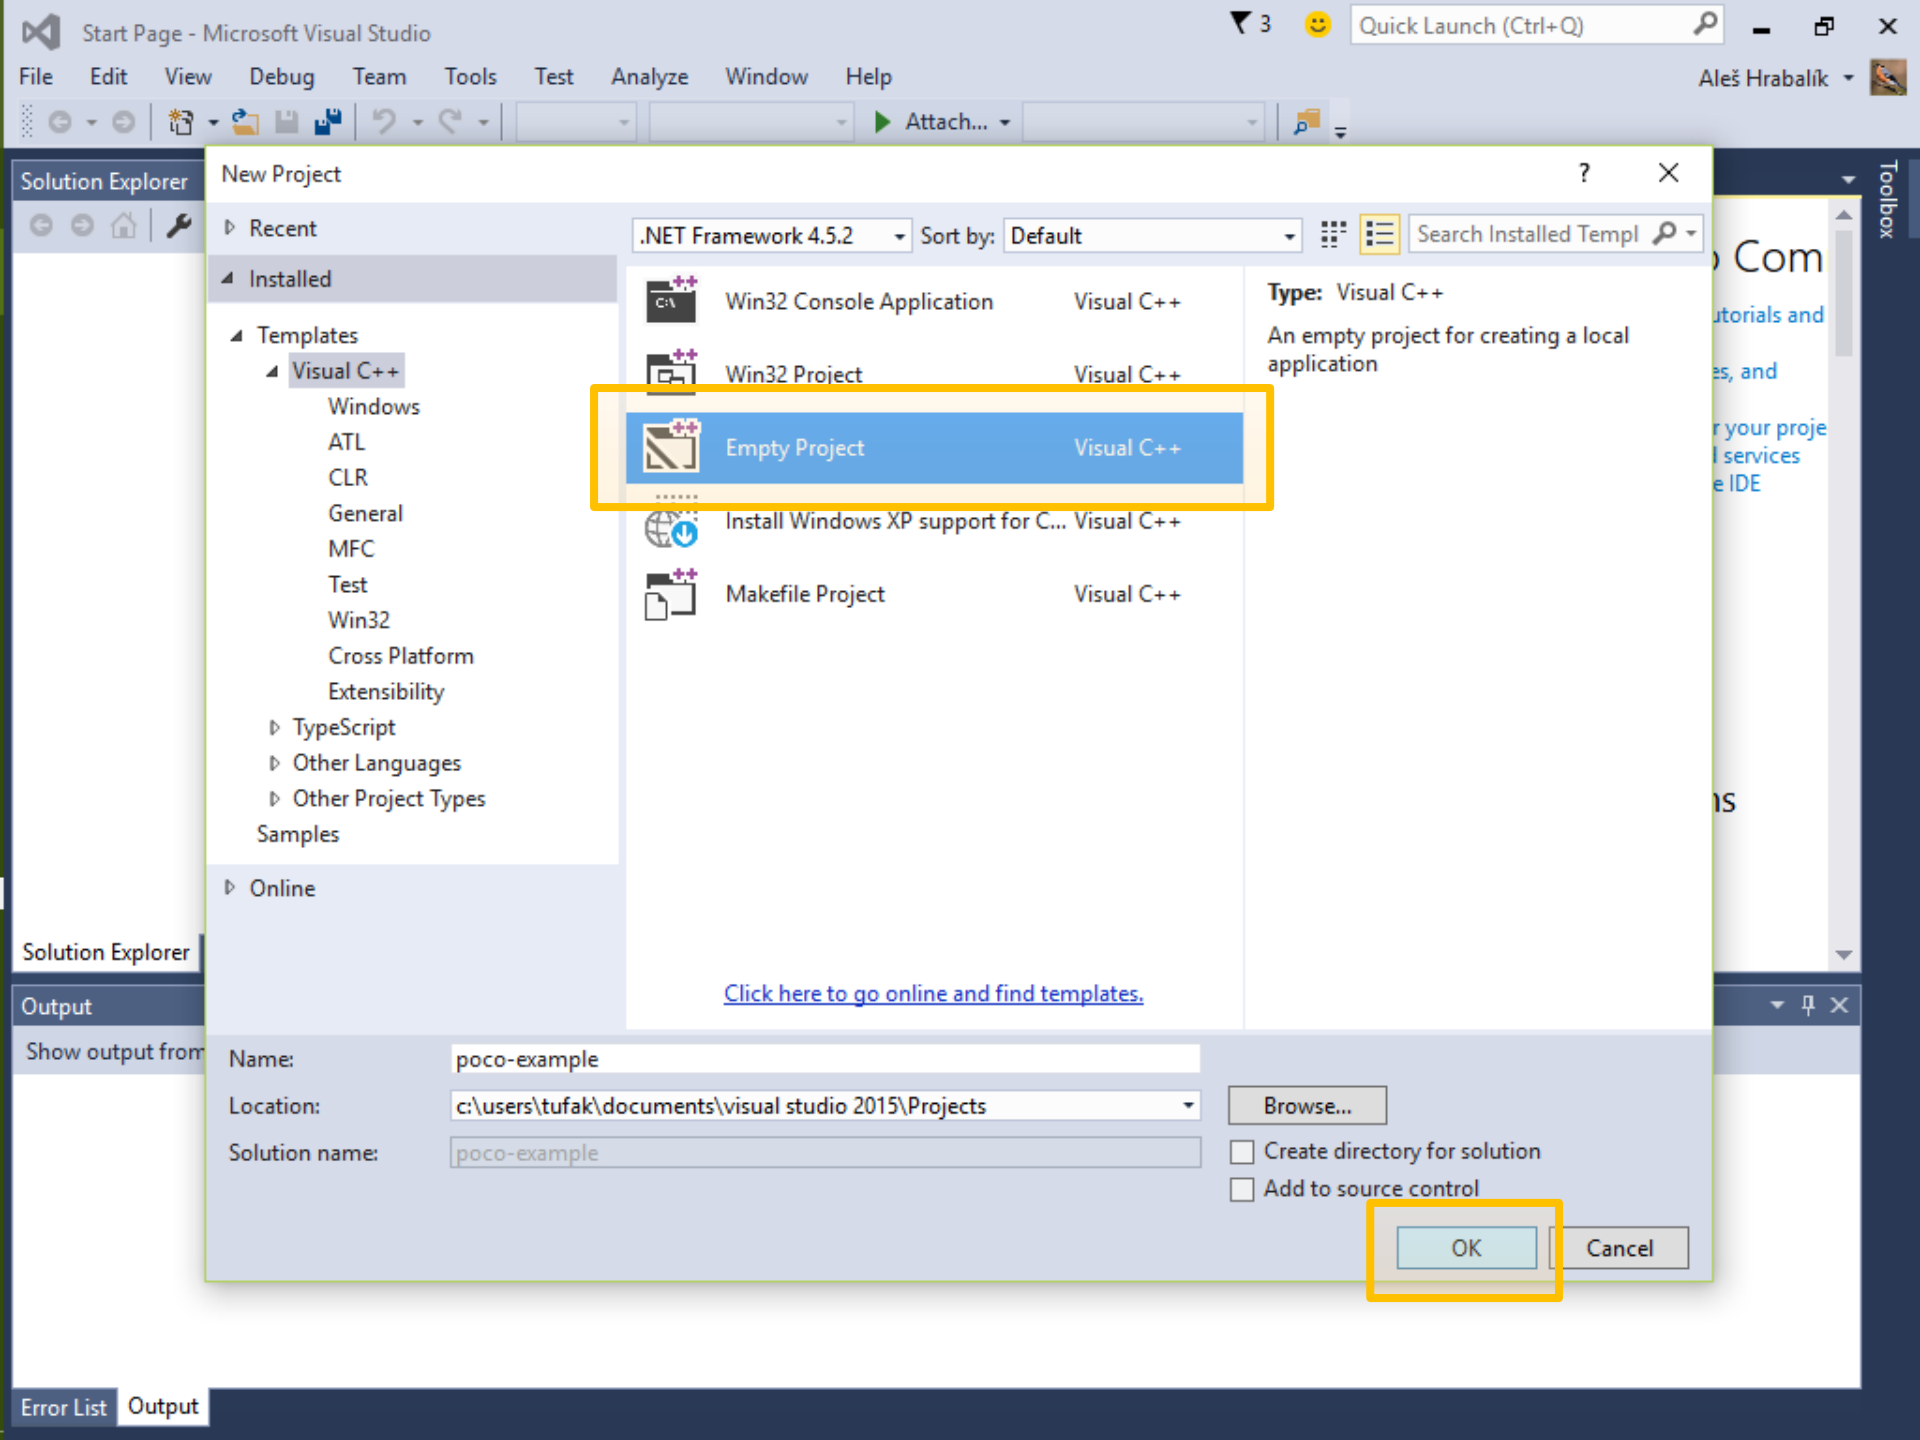 Start Page - Microsoft Visual Studio
3
Quick Launch (Ctrl+Q)
File Edit View Debug Team Tools Test Analyze Window Help
Aleš Hrabalík
Attach...
Solution Explorer
New Project
?
Toolbox
Recent
.NET Framework 4.5.2
Sort by:
Default
Search Installed Templ
Com
Installed
Templates
Visual C++
Windows
ATL
CLR
General
MFC
Test
Win32
Cross Platform
Extensibility
TypeScript
Other Languages
Other Project Types
Samples
Online
C:\
Win32 Console Application Visual C++
Win32 Project Visual C++
Empty Project Visual C++
Install Windows XP support for C... Visual C++
Makefile Project Visual C++
Click here to go online and find templates.
Type: Visual C++
An empty project for creating a local
application
utorials and
es, and
r your proje
services
e IDE
ns
Solution Explorer
Output
Show output from
Name: poco-example
Location: c:\users\tufak\documents\visual studio 2015\Projects
Browse...
Solution name: poco-example
Create directory for solution
Add to source control
OK Cancel
Error List Output